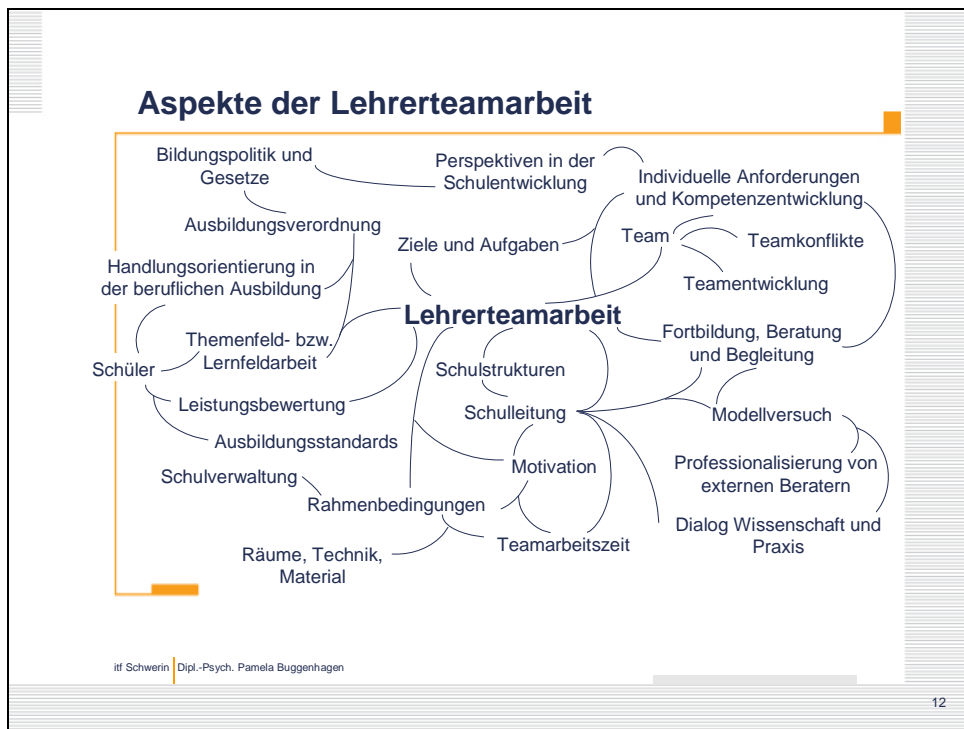 Aspekte der Lehrerteamarbeit
Bildungspolitik und
Gesetze
Perspektiven in der
Schulentwicklung
Individuelle Anforderungen
und Kompetenzentwicklung
Ausbildungsverordnung
Ziele und Aufgaben
Team
Teamkonflikte
Handlungsorientierung in
der beruflichen Ausbildung
Teamentwicklung
Lehrerteamarbeit
Themenfeld- bzw.
Lernfeldarbeit
Fortbildung, Beratung
und Begleitung
Schüler
Schulstrukturen
Leistungsbewertung
Schulleitung
Modellversuch
Ausbildungsstandards
Schulverwaltung
Motivation
Professionalisierung von
externen Beratern
Rahmenbedingungen
Dialog Wissenschaft und
Praxis
Räume, Technik,
Material
Teamarbeitszeit
itf Schwerin Dipl.-Psych. Pamela Buggenhagen
12